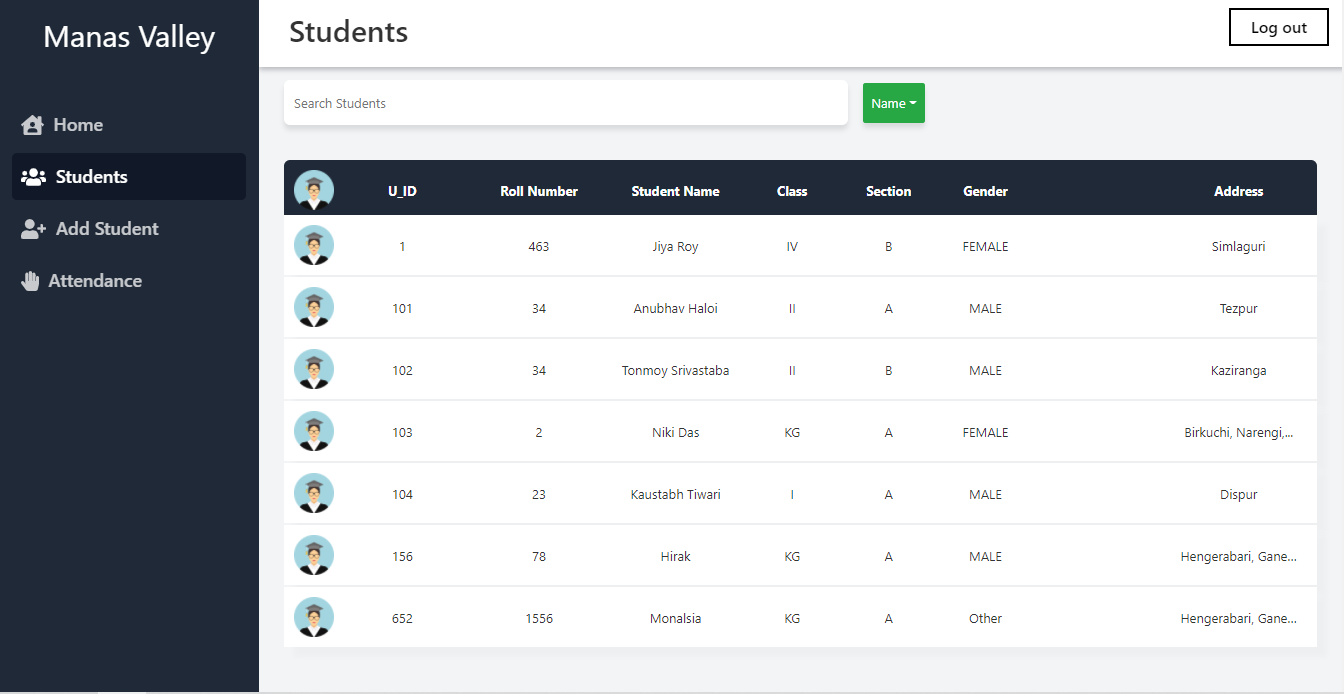 Manas Valley
Students
Log out
Home
Students
Add Student
Attendance
Search Students
Name
U_ID Roll Number Student Name Class Section Gender Address
1 463 Jiya Roy IV B FEMALE Simlaguri
101 34 Anubhav Haloi II A MALE Tezpur
102 34 Tonmoy Srivastaba II B MALE Kaziranga
103 2 Niki Das KG A FEMALE Birkuchi, Narengi,...
104 23 Kaustabh Tiwari I A MALE Dispur
156 78 Hirak KG A MALE Hengerabari, Gane...
652 1556 Monalsia KG A Other Hengerabari, Gane...